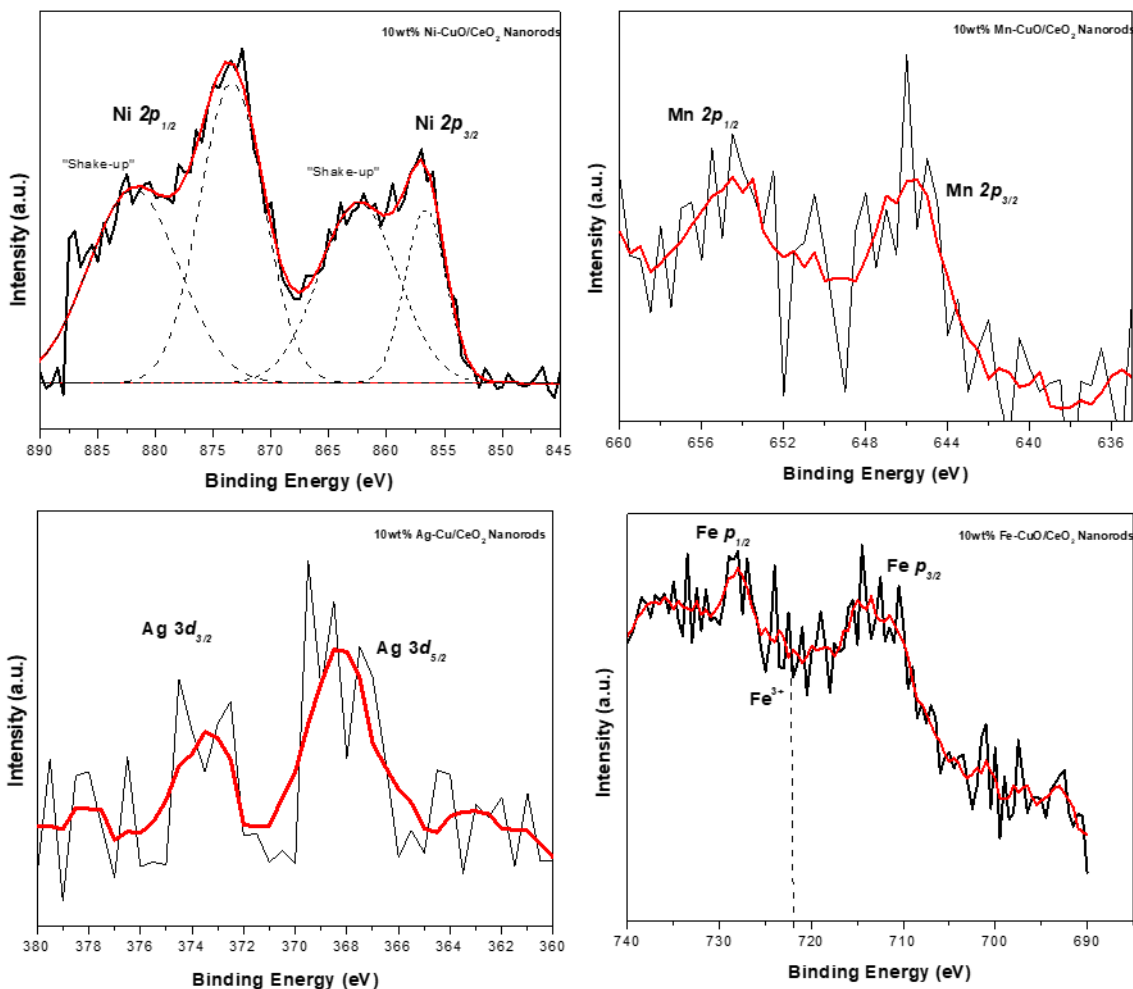 10wt% Ni-CuO/CeO₂ Nanorods
Ni 2p₁/₂
Ni 2p₃/₂
"Shake-up"
"Shake-up"
Intensity (a.u.)
890 885 880 875 870 865 860 855 850 845
Binding Energy (eV)
10wt% Mn-CuO/CeO₂ Nanorods
Mn 2p₁/₂
Mn 2p₃/₂
Intensity (a.u.)
660 656 652 648 644 640 636
Binding Energy (eV)
10wt% Ag-Cu/CeO₂ Nanorods
Ag 3d₃/₂
Ag 3d₅/₂
Intensity (a.u.)
380 378 376 374 372 370 368 366 364 362 360
Binding Energy (eV)
Fe p₁/₂
10wt% Fe-CuO/CeO₂ Nanorods
Fe p₃/₂
Fe³⁺
Intensity (a.u.)
740 730 720 710 700 690
Binding Energy (eV)